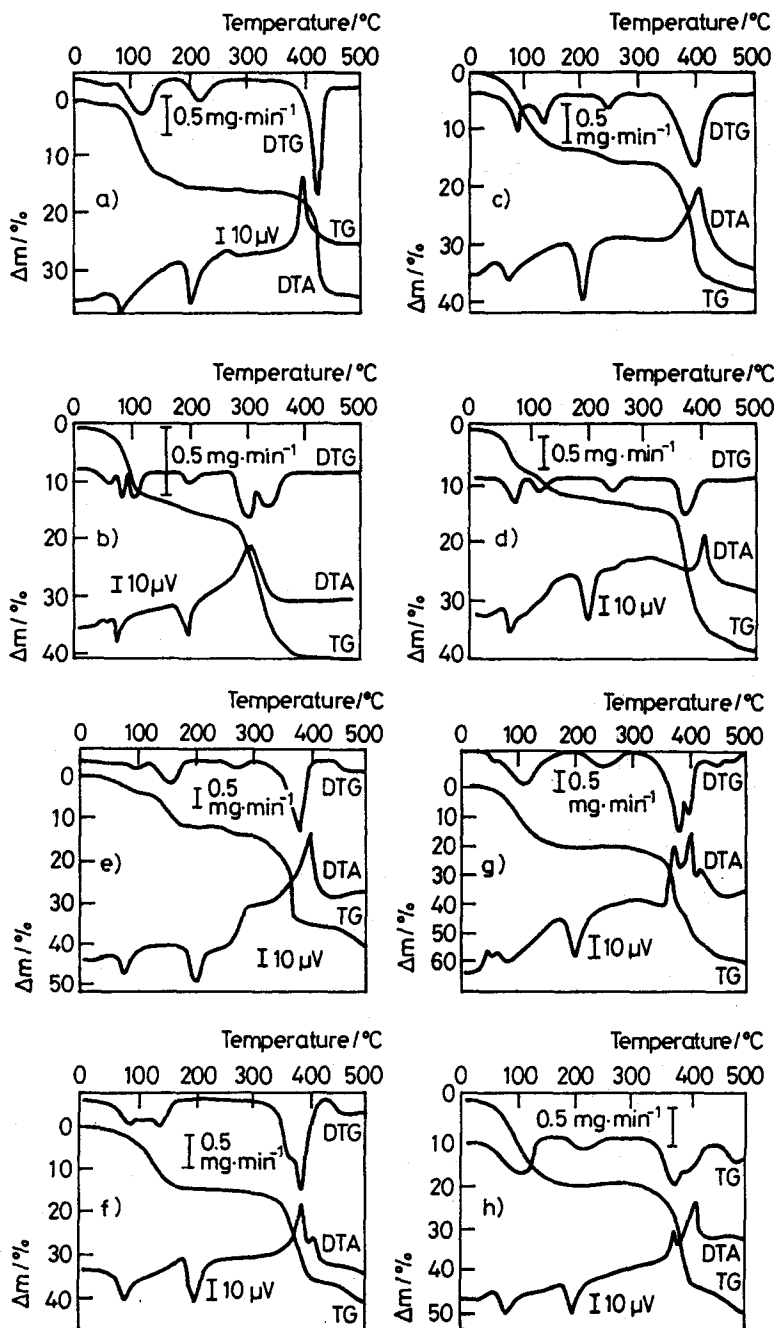 Temperature/°C
0 100 200 300 400 500
0
10
20
30
Δm/%
a)
0.5 mg·min⁻¹
DTG
I 10 μV
TG
DTA
Temperature/°C
0 100 200 300 400 500
0
10
20
30
40
Δm/%
c)
0.5
mg·min⁻¹
DTG
DTA
I 10 μV
TG
Temperature/°C
0 100 200 300 400 500
0
10
20
30
40
Δm/%
b)
0.5 mg·min⁻¹
DTG
I 10 μV
DTA
TG
Temperature/°C
0 100 200 300 400 500
0
10
20
30
40
Δm/%
d)
0.5 mg·min⁻¹
DTG
DTA
I 10 μV
TG
Temperature/°C
0 100 200 300 400 500
0
10
20
30
40
50
Δm/%
e)
0.5
mg·min⁻¹
DTG
DTA
TG
I 10 μV
Temperature/°C
0 100 200 300 400 500
0
10
20
30
40
50
60
Δm/%
g)
0.5
mg·min⁻¹
DTG
DTA
I 10 μV
TG
Temperature/°C
0 100 200 300 400 500
0
10
20
30
40
Δm/%
f)
0.5
mg·min⁻¹
DTG
DTA
I 10 μV
TG
Temperature/°C
0 100 200 300 400 500
0
10
20
30
40
50
Δm/%
h)
0.5 mg·min⁻¹
TG
DTA
I 10 μV
TG